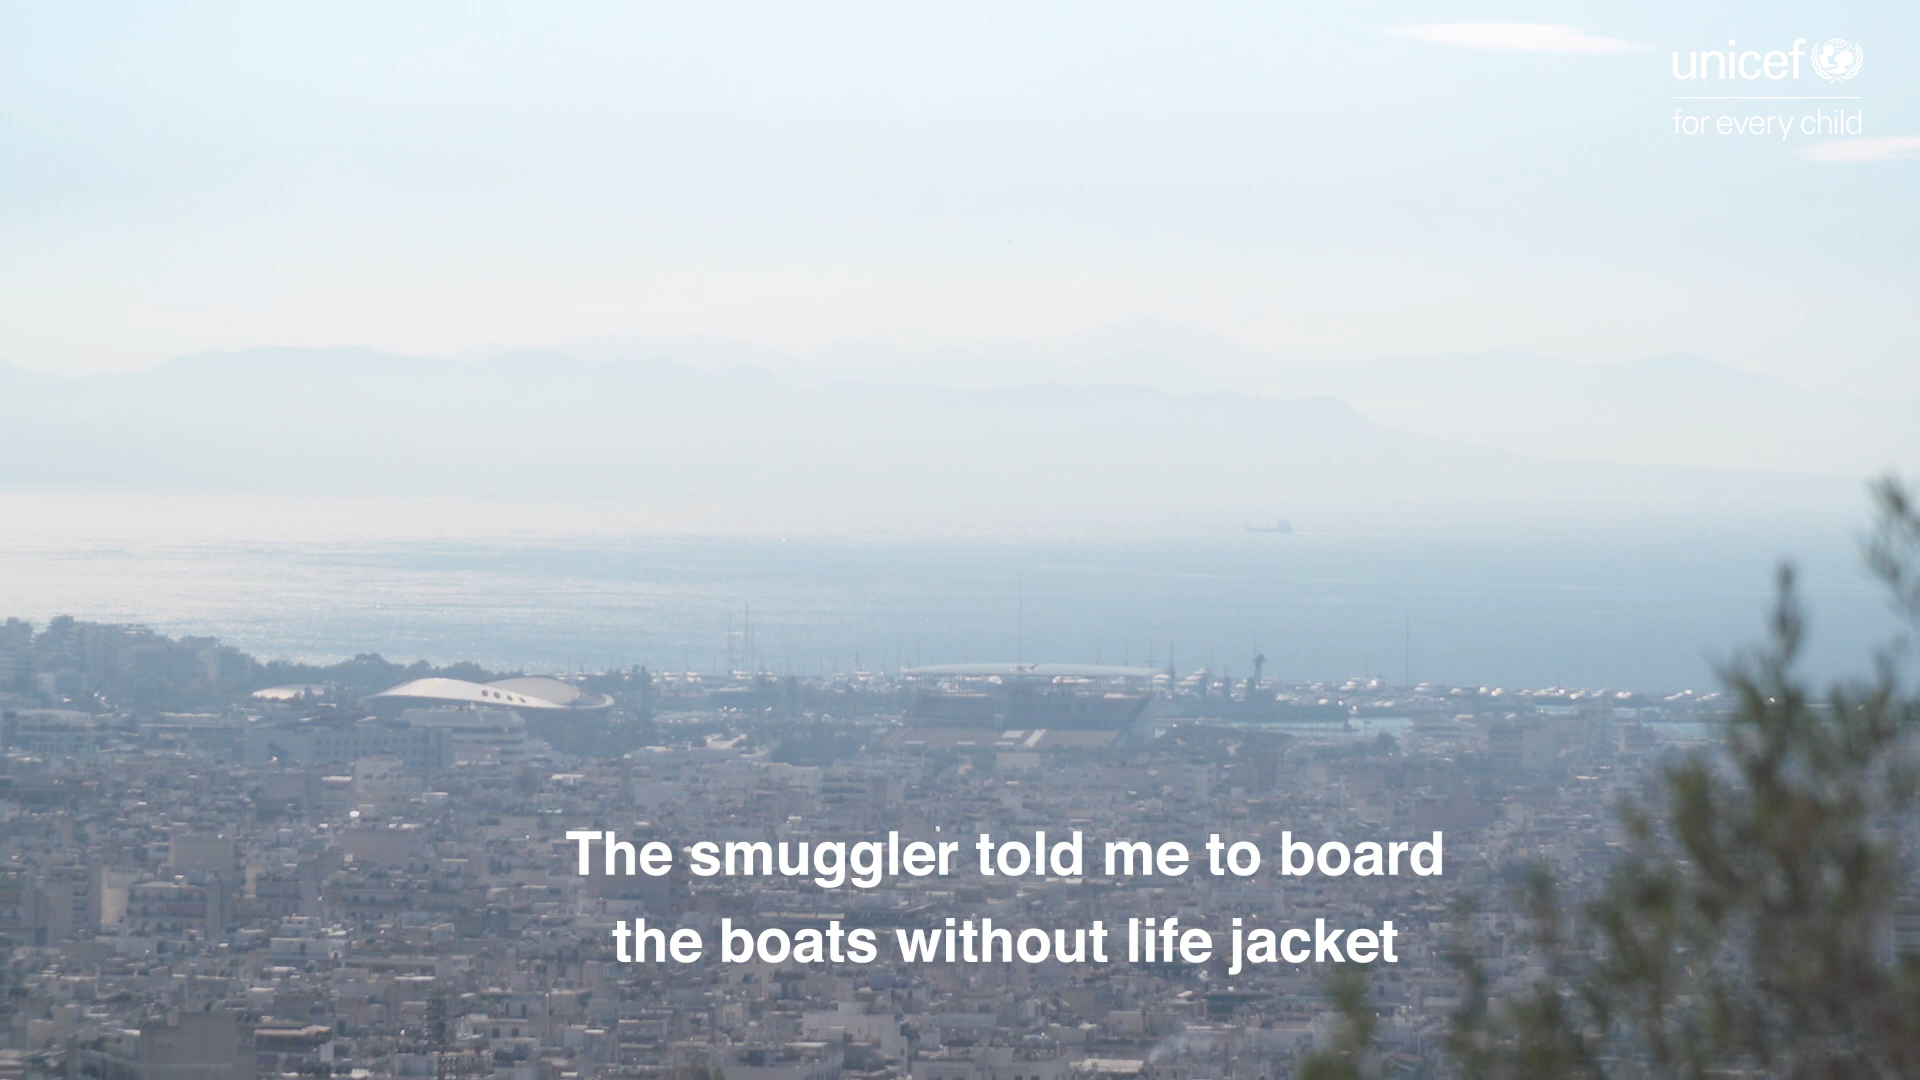 unicef
for every child
The smuggler told me to board
the boats without life jacket